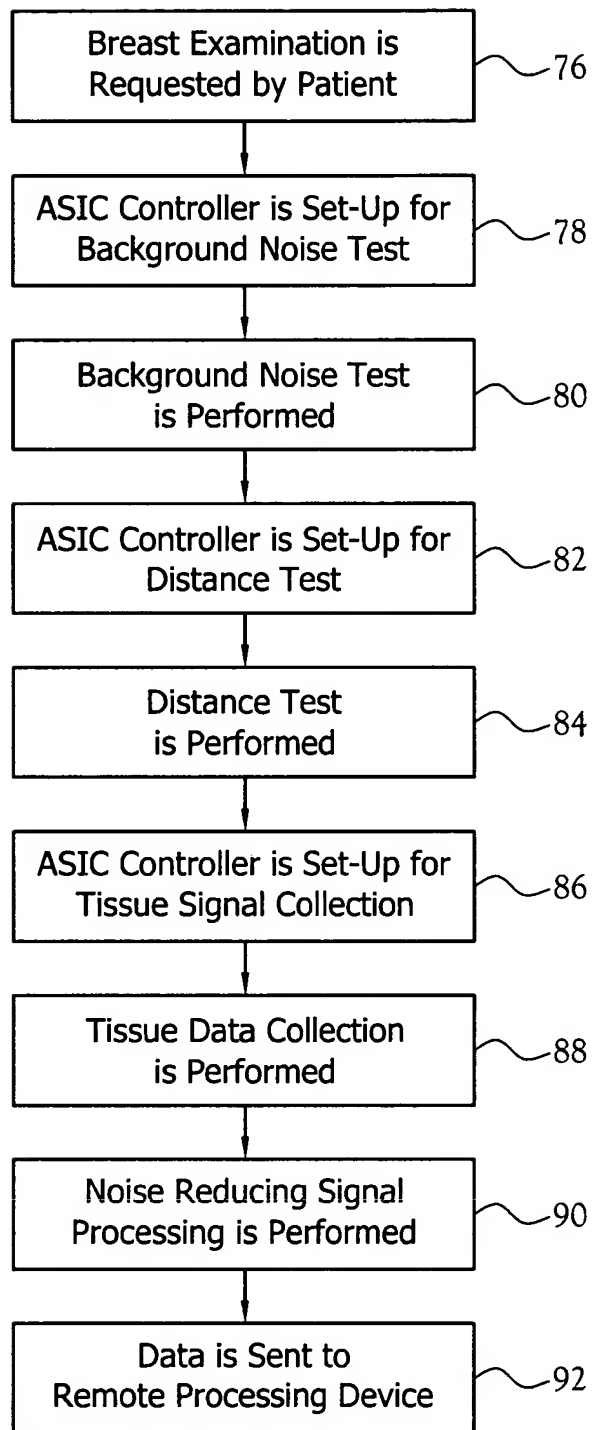 Breast Examination is
Requested by Patient
76
ASIC Controller is Set-Up for
Background Noise Test
78
Background Noise Test
is Performed
80
ASIC Controller is Set-Up for
Distance Test
82
Distance Test
is Performed
84
ASIC Controller is Set-Up for
Tissue Signal Collection
86
Tissue Data Collection
is Performed
88
Noise Reducing Signal
Processing is Performed
90
Data is Sent to
Remote Processing Device
92